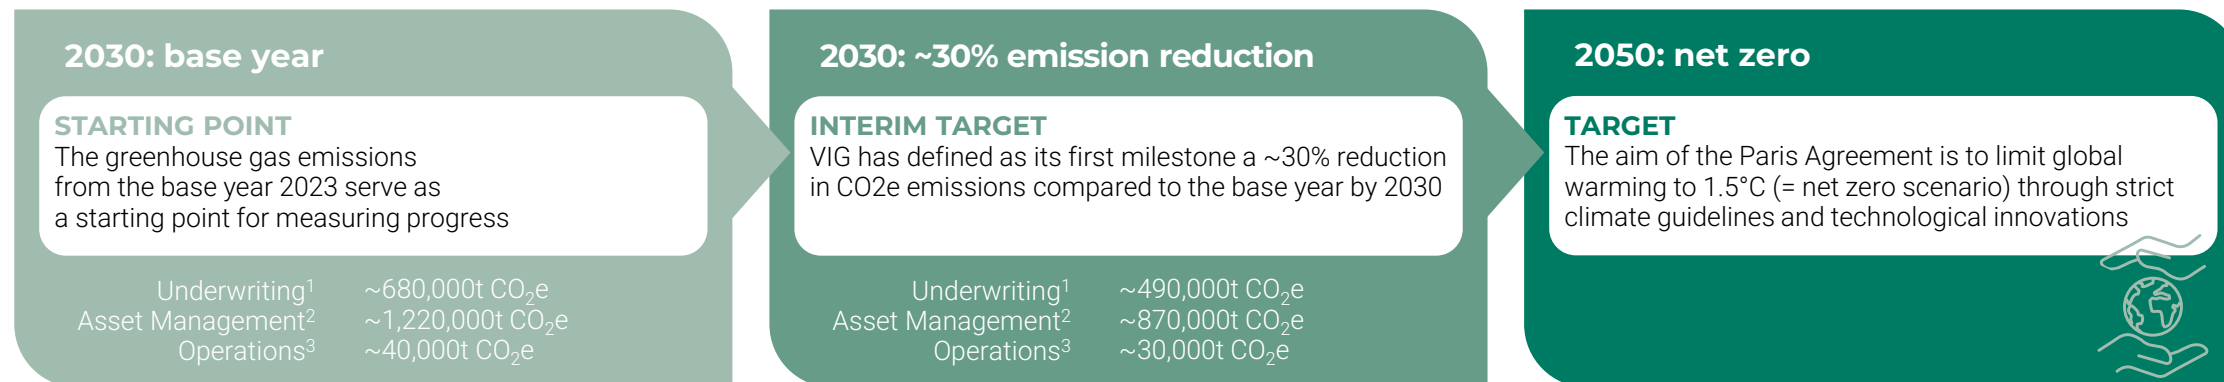 2030: base year
STARTING POINT
The greenhouse gas emissions
from the base year 2023 serve as
a starting point for measuring progress
Underwriting¹ ~680,000t CO₂e
Asset Management² ~1,220,000t CO₂e
Operations³ ~40,000t CO₂e
2030: ~30% emission reduction
INTERIM TARGET
VIG has defined as its first milestone a ~30% reduction
in CO2e emissions compared to the base year by 2030
Underwriting¹ ~490,000t CO₂e
Asset Management² ~870,000t CO₂e
Operations³ ~30,000t CO₂e
2050: net zero
TARGET
The aim of the Paris Agreement is to limit global
warming to 1.5°C (= net zero scenario) through strict
climate guidelines and technological innovations